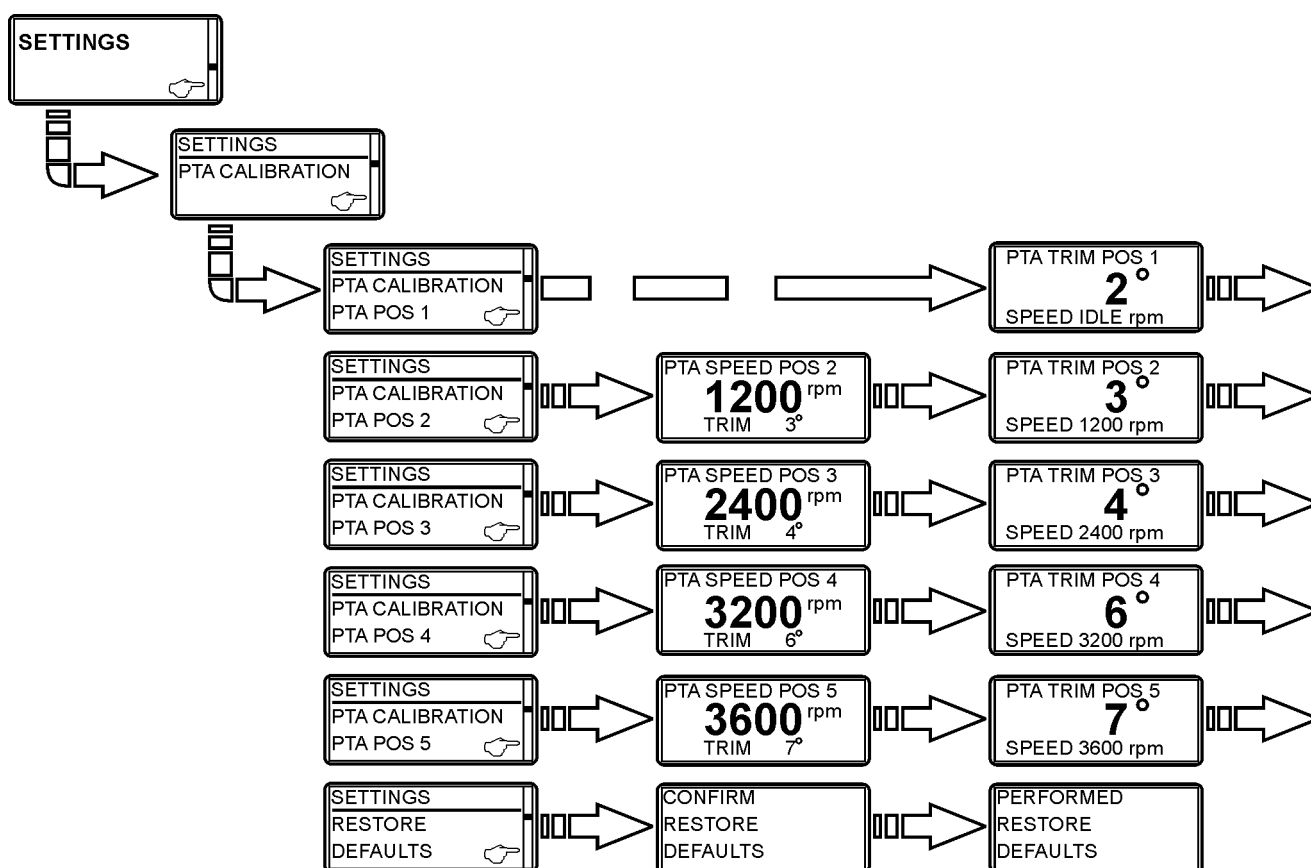 SETTINGS
SETTINGS
PTA CALIBRATION
SETTINGS
PTA CALIBRATION
PTA POS 1
PTA TRIM POS 1
2°
SPEED IDLE rpm
SETTINGS
PTA CALIBRATION
PTA POS 2
PTA SPEED POS 2
1200 rpm
TRIM 3°
PTA TRIM POS 2
3°
SPEED 1200 rpm
SETTINGS
PTA CALIBRATION
PTA POS 3
PTA SPEED POS 3
2400 rpm
TRIM 4°
PTA TRIM POS 3
4°
SPEED 2400 rpm
SETTINGS
PTA CALIBRATION
PTA POS 4
PTA SPEED POS 4
3200 rpm
TRIM 6°
PTA TRIM POS 4
6°
SPEED 3200 rpm
SETTINGS
PTA CALIBRATION
PTA POS 5
PTA SPEED POS 5
3600 rpm
TRIM 7°
PTA TRIM POS 5
7°
SPEED 3600 rpm
SETTINGS
RESTORE
DEFAULTS
CONFIRM
RESTORE
DEFAULTS
PERFORMED
RESTORE
DEFAULTS